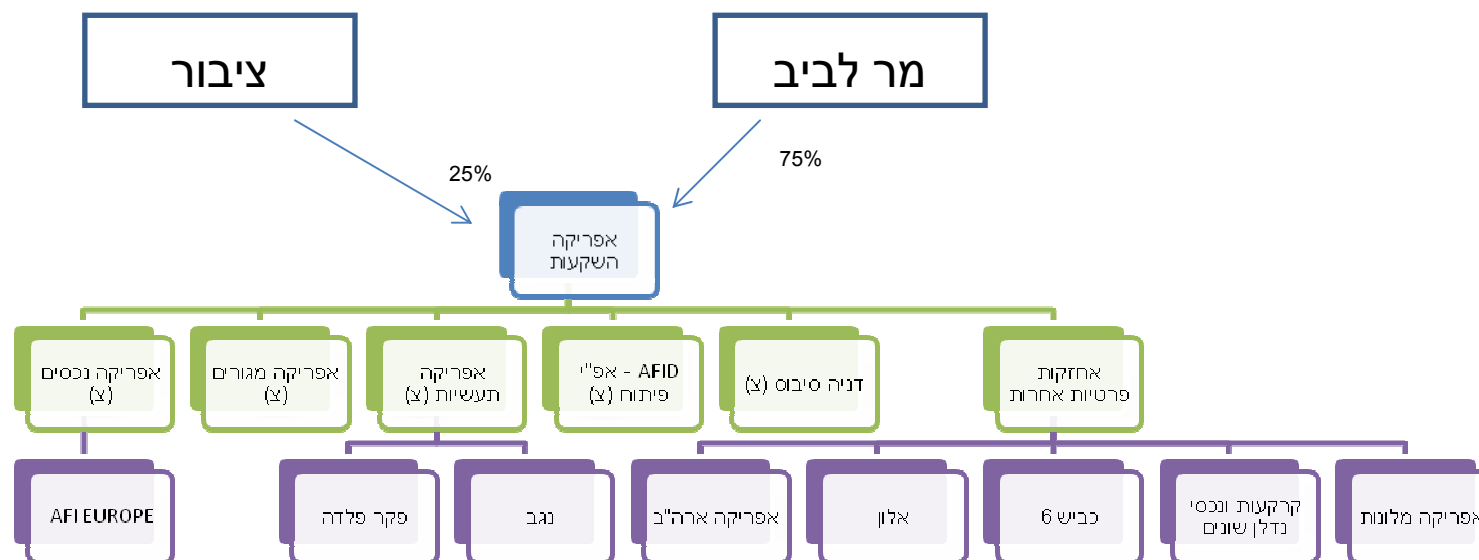 מר לביב
ציבור
75%
25%
אפריקה
השקעות
אחזקות
פרטיות אחרות
דניה סיבוס (צ)
AFID - אפ"י
פיתוח (צ)
אפריקה
תעשיות (צ)
אפריקה מגורים
(צ)
אפריקה נכסים
(צ)
אפריקה מלונות
קרקעות ונכסי
נדלן שונים
כביש 6
אלון
אפריקה ארה"ב
נגב
פקר פלדה
AFI EUROPE